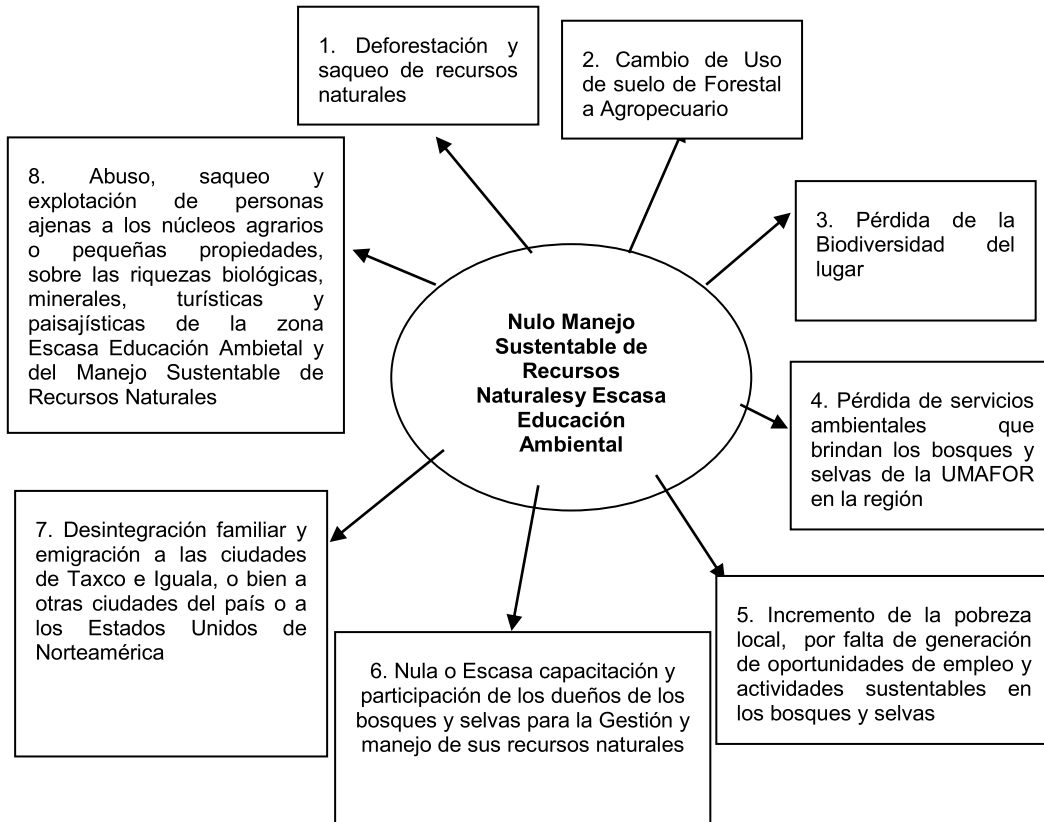 1. Deforestación y
saqueo de recursos
naturales
2. Cambio de Uso
de suelo de Forestal
a Agropecuario
3. Pérdida de la
Biodiversidad del
lugar
4. Pérdida de servicios
ambientales que
brindan los bosques y
selvas de la UMAFOR
en la región
5. Incremento de la pobreza
local, por falta de generación
de oportunidades de empleo y
actividades sustentables en
los bosques y selvas
6. Nula o Escasa capacitación y
participación de los dueños de los
bosques y selvas para la Gestión y
manejo de sus recursos naturales
7. Desintegración familiar y
emigración a las ciudades
de Taxco e Iguala, o bien a
otras ciudades del país o a
los Estados Unidos de
Norteamérica
8. Abuso, saqueo y
explotación de personas
ajenas a los núcleos agrarios
o pequeñas propiedades,
sobre las riquezas biológicas,
minerales, turísticas y
paisajísticas de la zona
Escasa Educación Ambietal y
del Manejo Sustentable de
Recursos Naturales
Nulo Manejo
Sustentable de
Recursos
Naturalesy Escasa
Educación
Ambiental